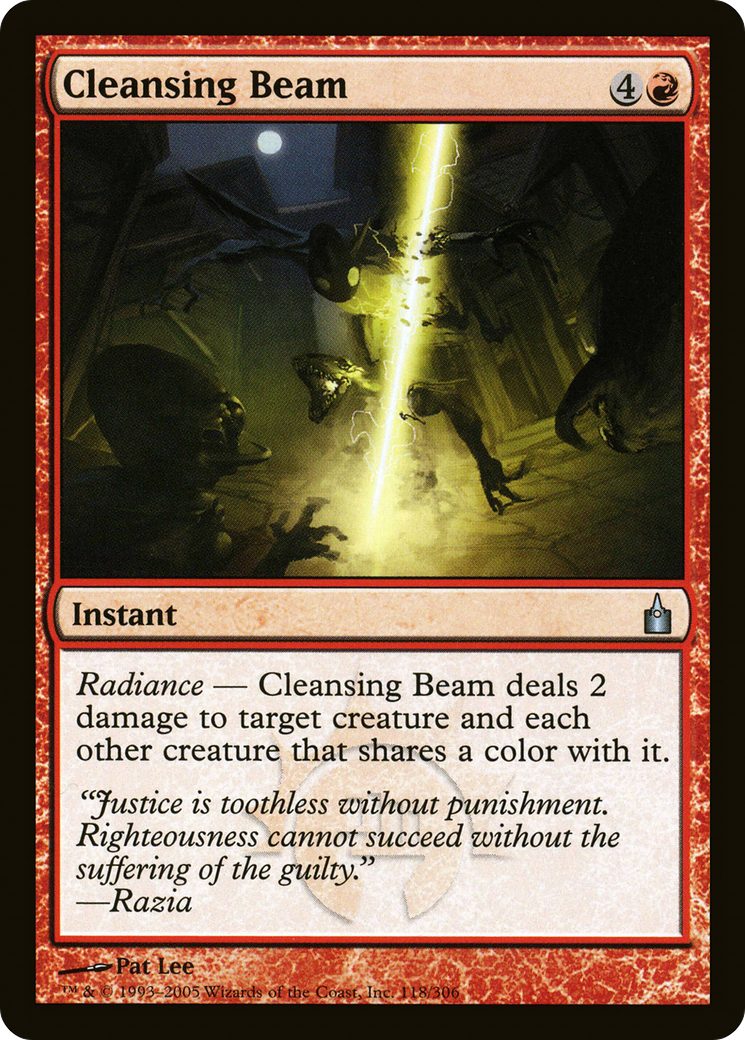 Cleansing Beam 4
Instant
Radiance — Cleansing Beam deals 2
damage to target creature and each
other creature that shares a color with it.
“Justice is toothless without punishment.
Righteousness cannot succeed without the
suffering of the guilty.”
—Razia
Pat Lee
™ & © 1993–2005 Wizards of the Coast, Inc. 118/306